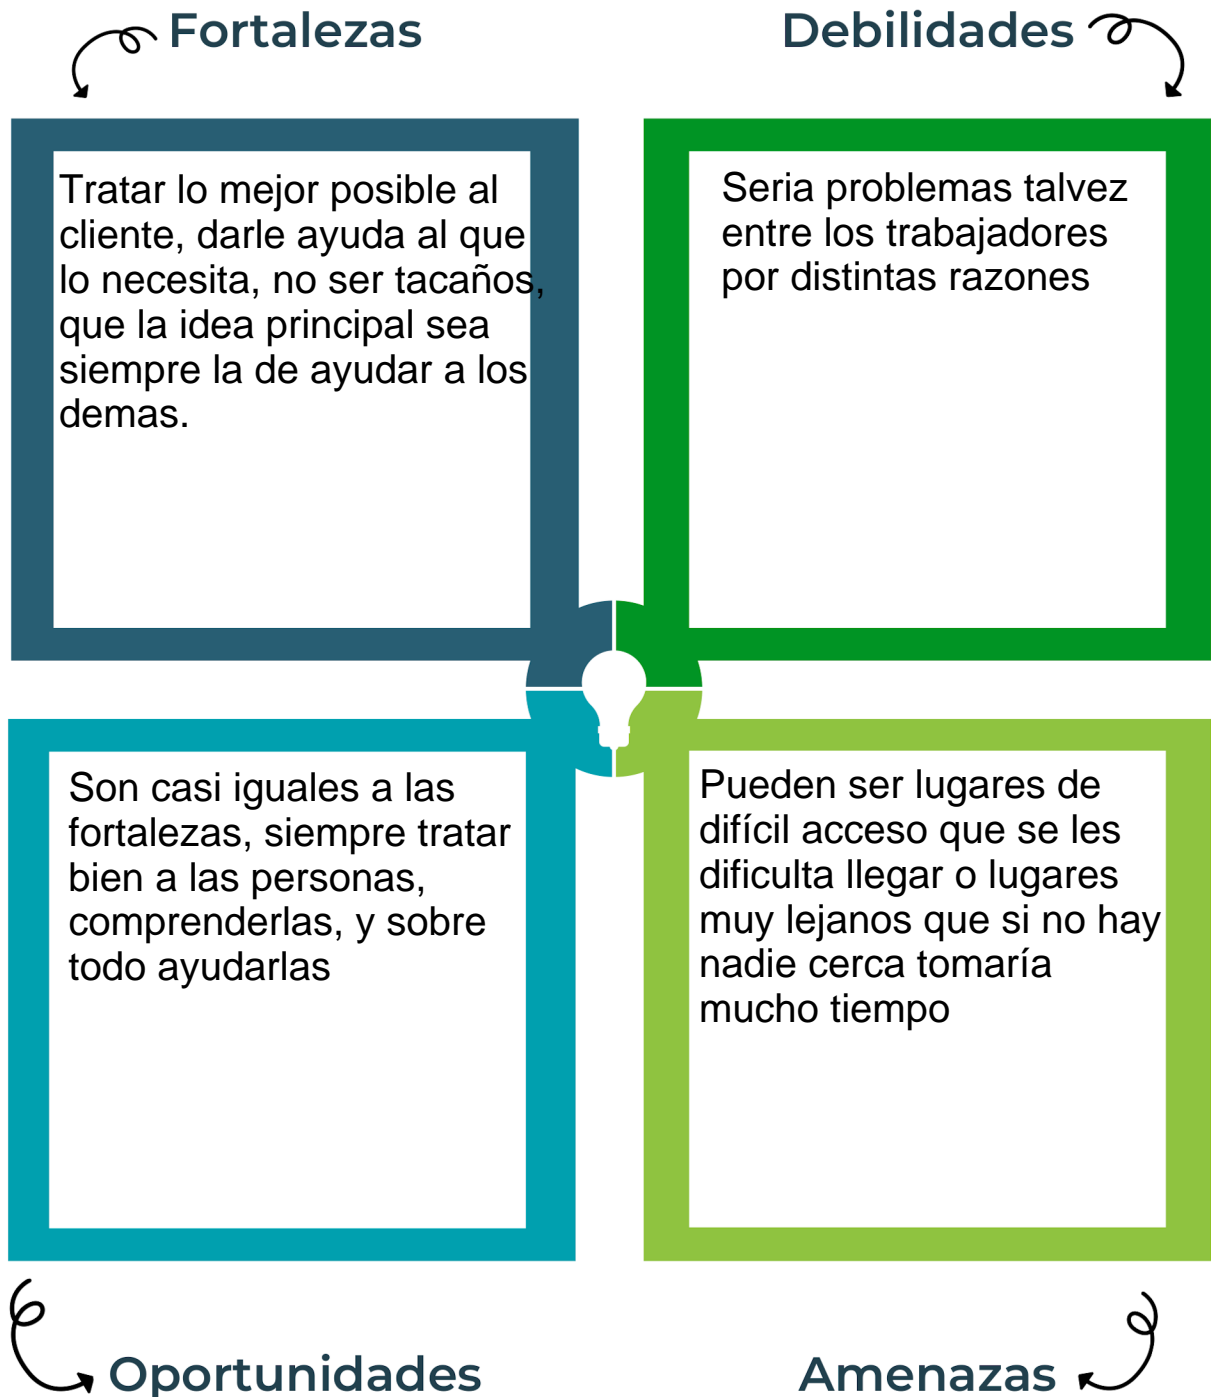 Fortalezas
Tratar lo mejor posible al
cliente, darle ayuda al que
lo necesita, no ser tacaños,
que la idea principal sea
siempre la de ayudar a los
demas.
Debilidades
Seria problemas talvez
entre los trabajadores
por distintas razones
Son casi iguales a las
fortalezas, siempre tratar
bien a las personas,
comprenderlas, y sobre
todo ayudarlas
Oportunidades
Pueden ser lugares de
difícil acceso que se les
dificulta llegar o lugares
muy lejanos que si no hay
nadie cerca tomaría
mucho tiempo
Amenazas